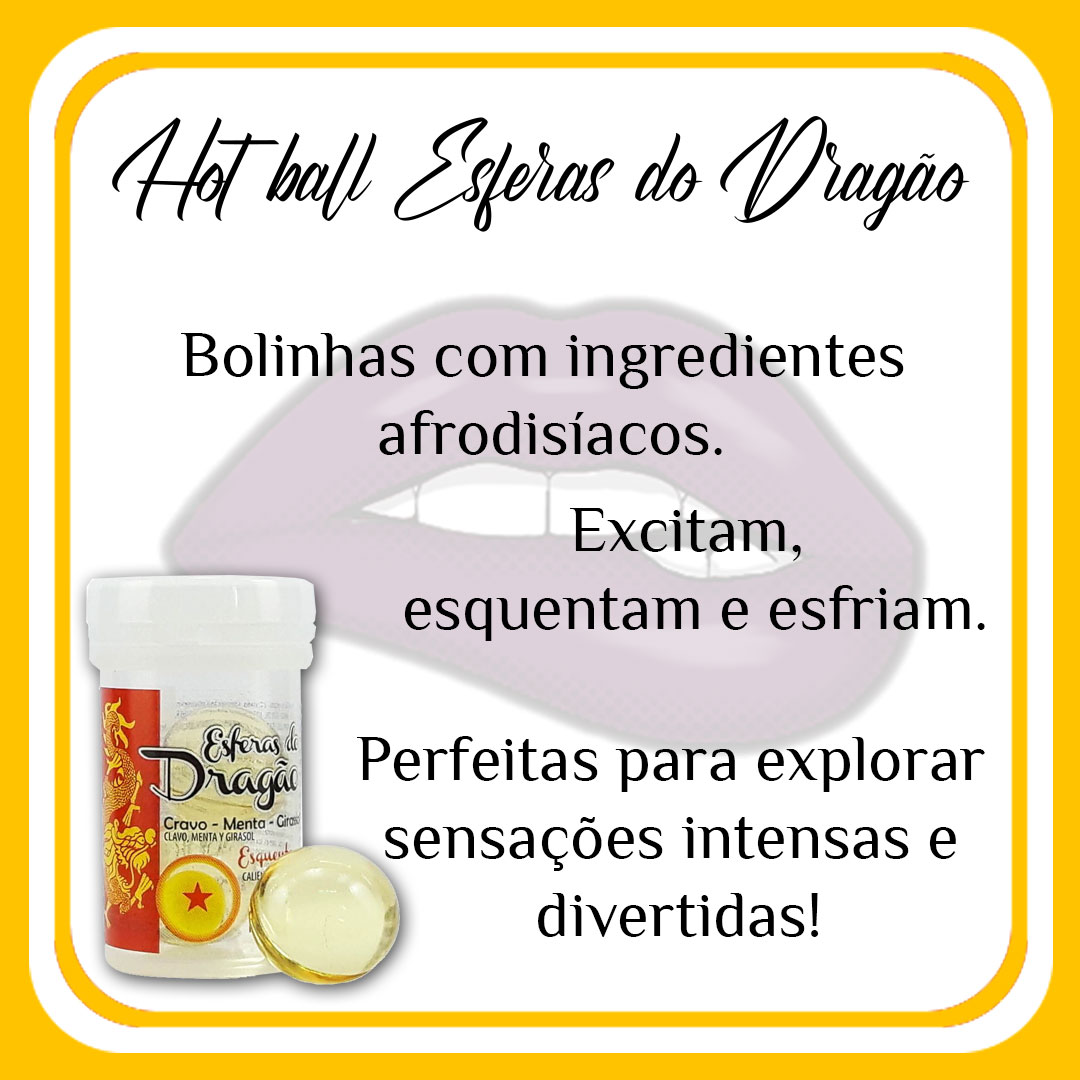 Hot ball Esferas do Dragão
Bolinhas com ingredientes
afrodisíacos.
Excitam,
esquentam e esfriam.
Perfeitas para explorar
sensações intensas e
divertidas!
Esferas do
Dragão
Cravo - Menta -
CLAVO, MENTA Y GIRASOL